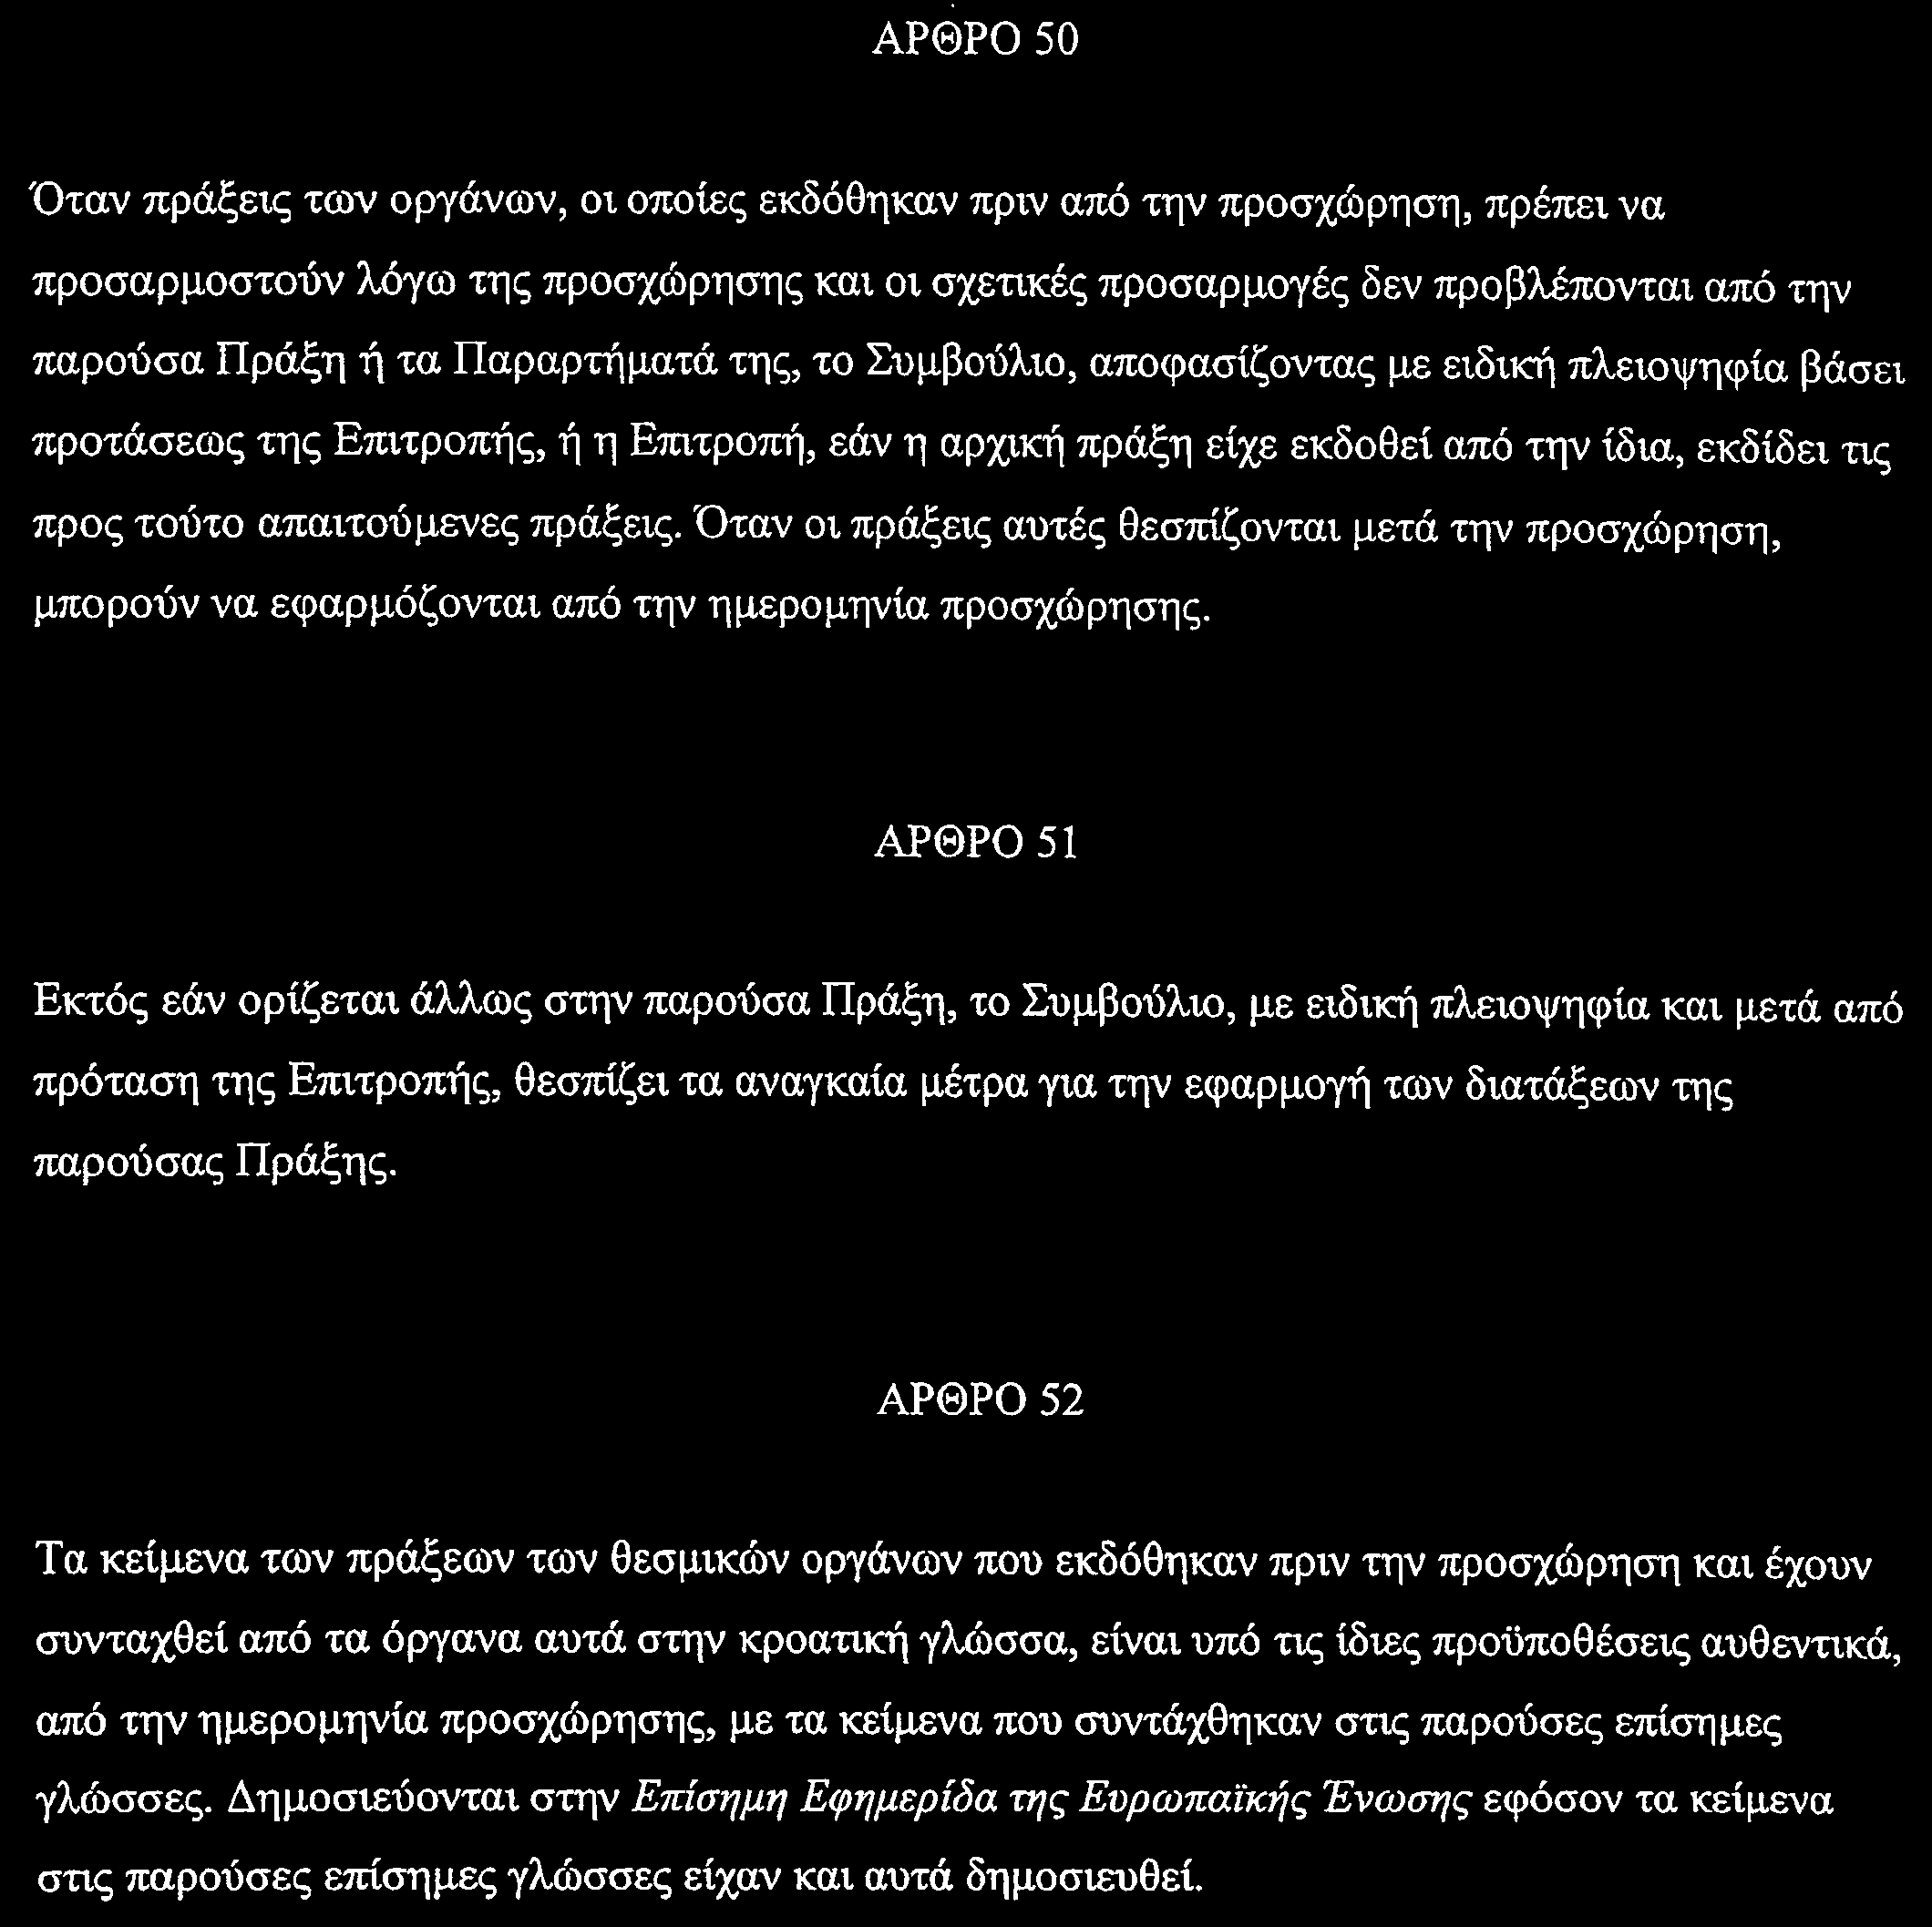 ΑΡΘΡΟ 50
Όταν πράξεις των οργάνων, οι οποίες εκδόθηκαν πριν από την προσχώρηση, πρέπει να
προσαρμοστούν λόγω της προσχώρησης και οι σχετικές προσαρμογές δεν προβλέπονται από την
παρούσα Πράξη ή τα Παραρτήματά της, το Συμβούλιο, αποφασίζοντας με ειδική πλειοψηφία βάσει
προτάσεως της Επιτροπής, ή η Επιτροπή, εάν η αρχική πράξη είχε εκδοθεί από την ίδια, εκδίδει τις
προς τούτο απαιτούμενες πράξεις. Όταν οι πράξεις αυτές θεσπίζονται μετά την προσχώρηση,
μπορούν να εφαρμόζονται από την ημερομηνία προσχώρησης.
ΑΡΘΡΟ 51
Εκτός εάν ορίζεται άλλως στην παρούσα Πράξη, το Συμβούλιο, με ειδική πλειοψηφία και μετά από
πρόταση της Επιτροπής, θεσπίζει τα αναγκαία μέτρα για την εφαρμογή των διατάξεων της
παρούσας Πράξης.
ΑΡΘΡΟ 52
Τα κείμενα των πράξεων των θεσμικών οργάνων που εκδόθηκαν πριν την προσχώρηση και έχουν
συνταχθεί από τα όργανα αυτά στην κροατική γλώσσα, είναι υπό τις ίδιες προϋποθέσεις αυθεντικά,
από την ημερομηνία προσχώρησης, με τα κείμενα που συντάχθηκαν στις παρούσες επίσημες
γλώσσες. Δημοσιεύονται στην Επίσημη Εφημερίδα της Ευρωπαϊκής Ένωσης εφόσον τα κείμενα
στις παρούσες επίσημες γλώσσες είχαν και αυτά δημοσιευθεί.